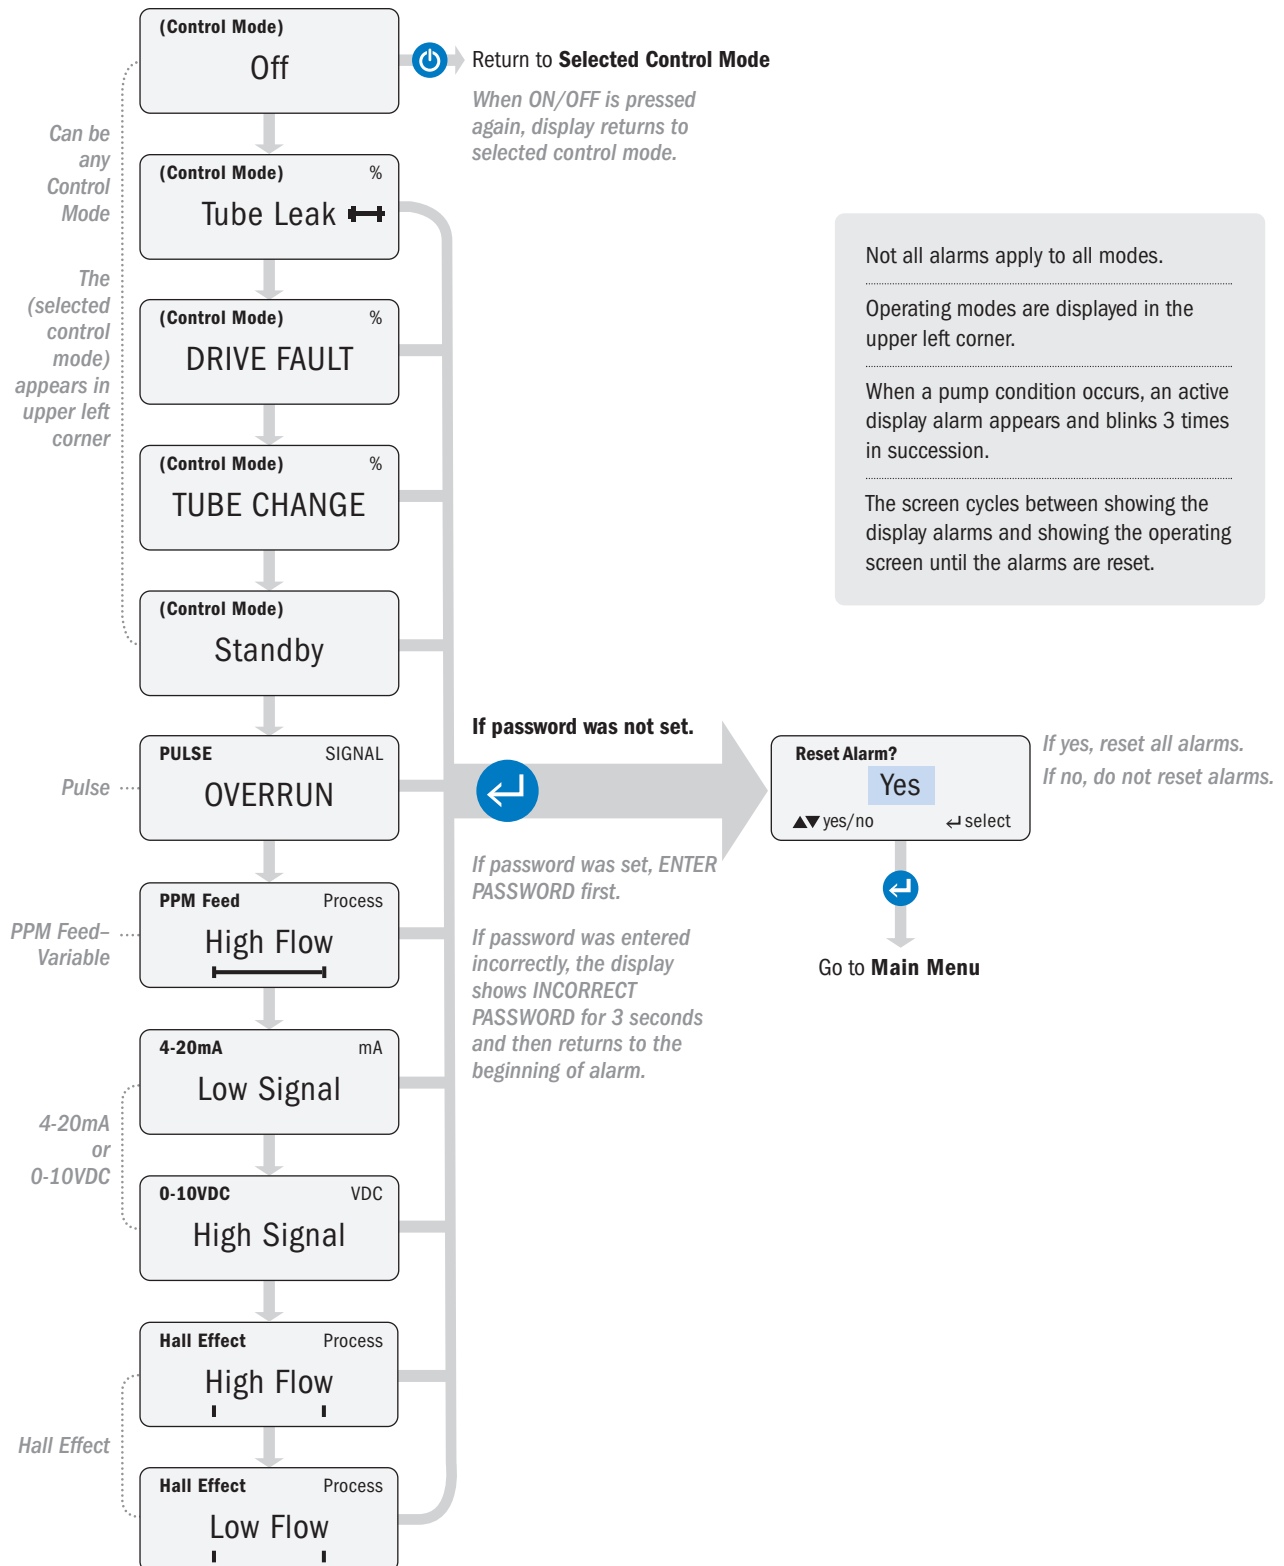 (Control Mode)
Off
Return to Selected Control Mode
When ON/OFF is pressed
again, display returns to
selected control mode.
Can be
any
Control
Mode
The
(selected
control
mode)
appears in
upper left
corner
(Control Mode) %
Tube Leak
(Control Mode) %
DRIVE FAULT
(Control Mode) %
TUBE CHANGE
(Control Mode)
Standby
Not all alarms apply to all modes.
Operating modes are displayed in the
upper left corner.
When a pump condition occurs, an active
display alarm appears and blinks 3 times
in succession.
The screen cycles between showing the
display alarms and showing the operating
screen until the alarms are reset.
Pulse
PULSE SIGNAL
OVERRUN
PPM Feed–
Variable
PPM Feed Process
High Flow
4-20mA
or
0-10VDC
4-20mA mA
Low Signal
0-10VDC VDC
High Signal
Hall Effect
Hall Effect Process
High Flow
Hall Effect Process
Low Flow
If password was not set.
If password was set, ENTER
PASSWORD first.
If password was entered
incorrectly, the display
shows INCORRECT
PASSWORD for 3 seconds
and then returns to the
beginning of alarm.
Reset Alarm?
Yes
▲▼ yes/no ↵ select
If yes, reset all alarms.
If no, do not reset alarms.
Go to Main Menu